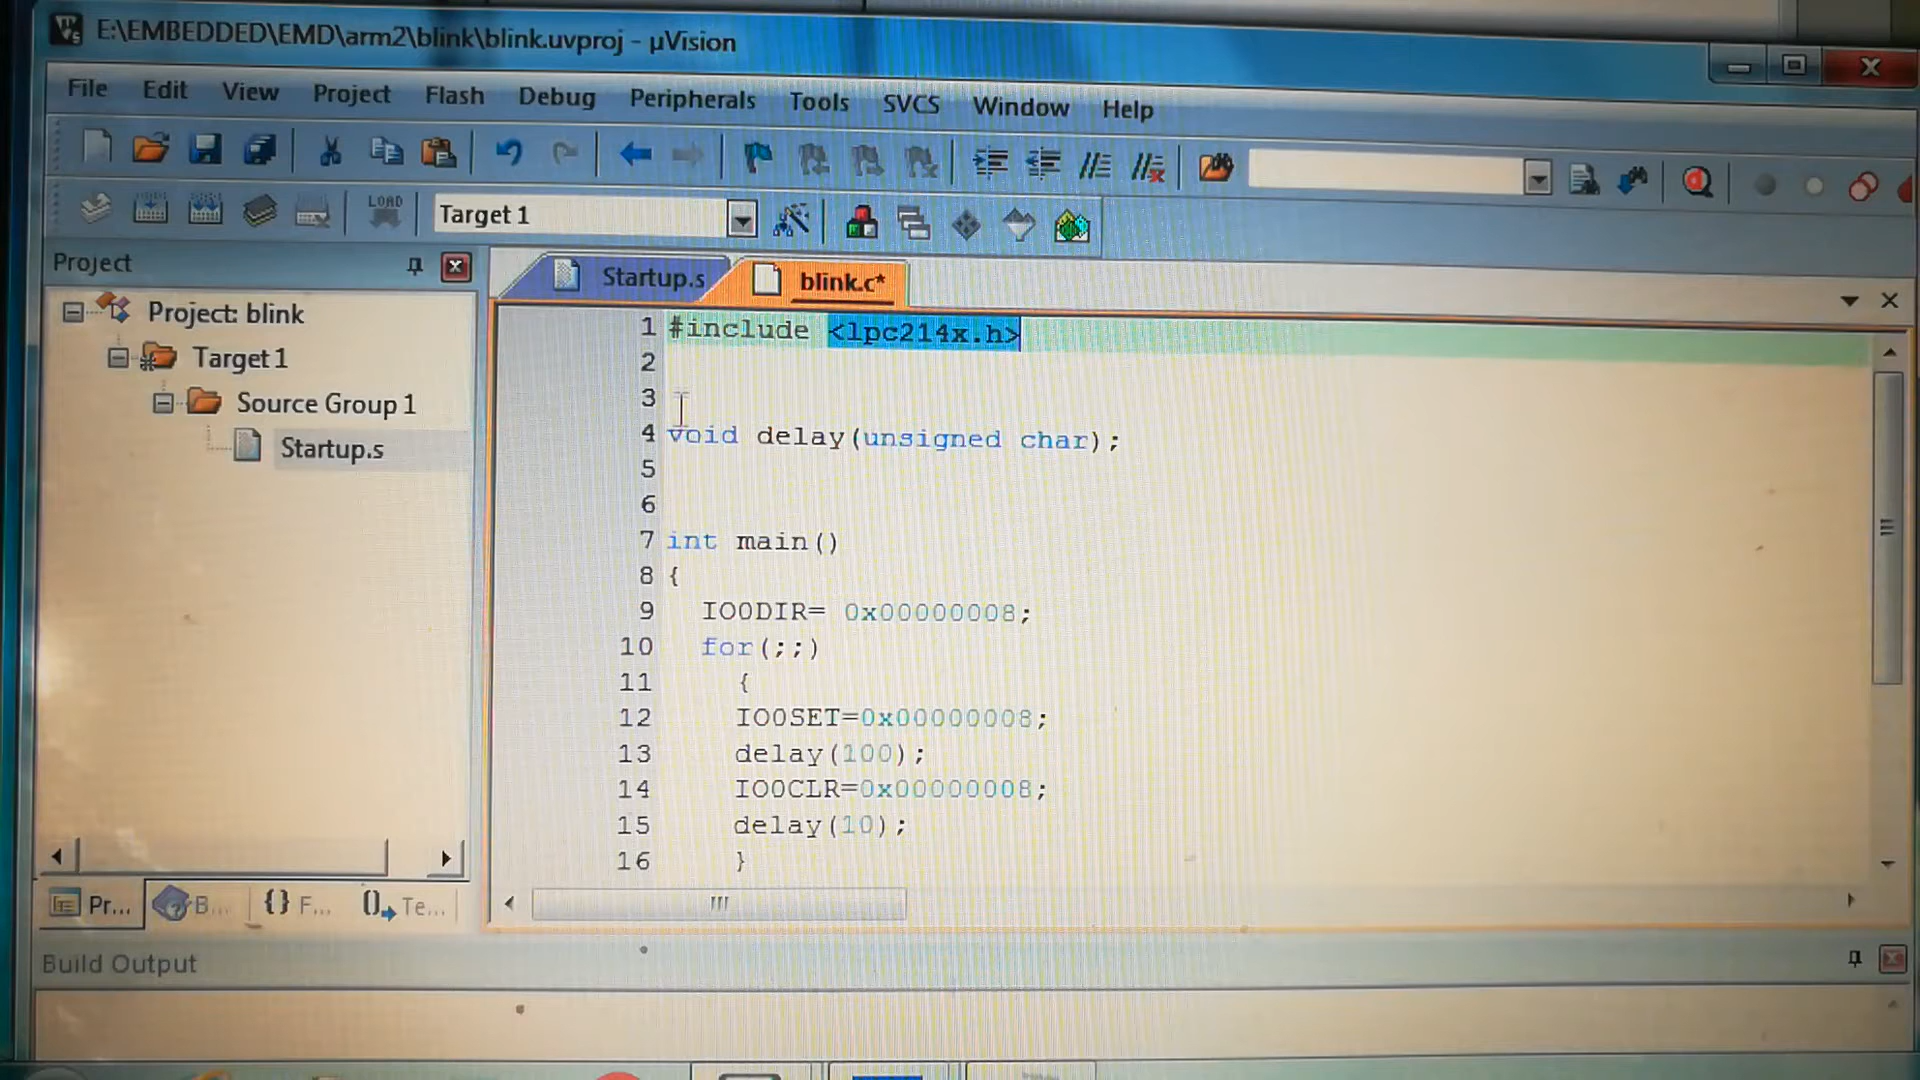 E:\EMBEDDED\EMD\arm2\blink\blink.uvproj - µVision
File Edit View Project Flash Debug Peripherals Tools SVCS Window Help
LOAD
Target 1
Project
Startup.s
blink.c*
Project: blink
Target 1
Source Group 1
Startup.s
1 #include <lpc214x.h>
2
3
4 void delay(unsigned char);
5
6
7 int main()
8 {
9 IO0DIR= 0x00000008;
10 for(;;)
11 {
12 IO0SET=0x00000008;
13 delay(100);
14 IO0CLR=0x00000008;
15 delay(10);
16 }
Pr... B... {} F... 0 Te...
Build Output